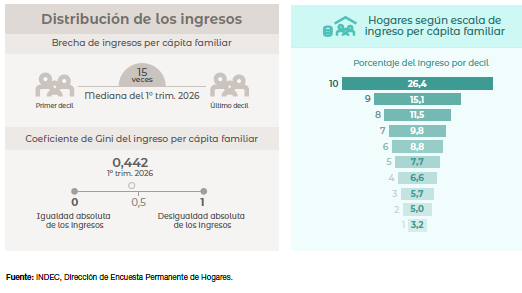 Distribución de los ingresos
Brecha de ingresos per cápita familiar
15
veces
Primer decil
Mediana del 1º trim. 2026
Último decil
Coeficiente de Gini del ingreso per cápita familiar
0,442
1º trim. 2026
0
0,5
1
Igualdad absoluta
de los ingresos
Desigualdad absoluta
de los ingresos
Hogares según escala de
ingreso per cápita familiar
Porcentaje del ingreso por decil
10 26,4
9 15,1
8 11,5
7 9,8
6 8,8
5 7,7
4 6,6
3 5,7
2 5,0
1 3,2
Fuente: INDEC, Dirección de Encuesta Permanente de Hogares.